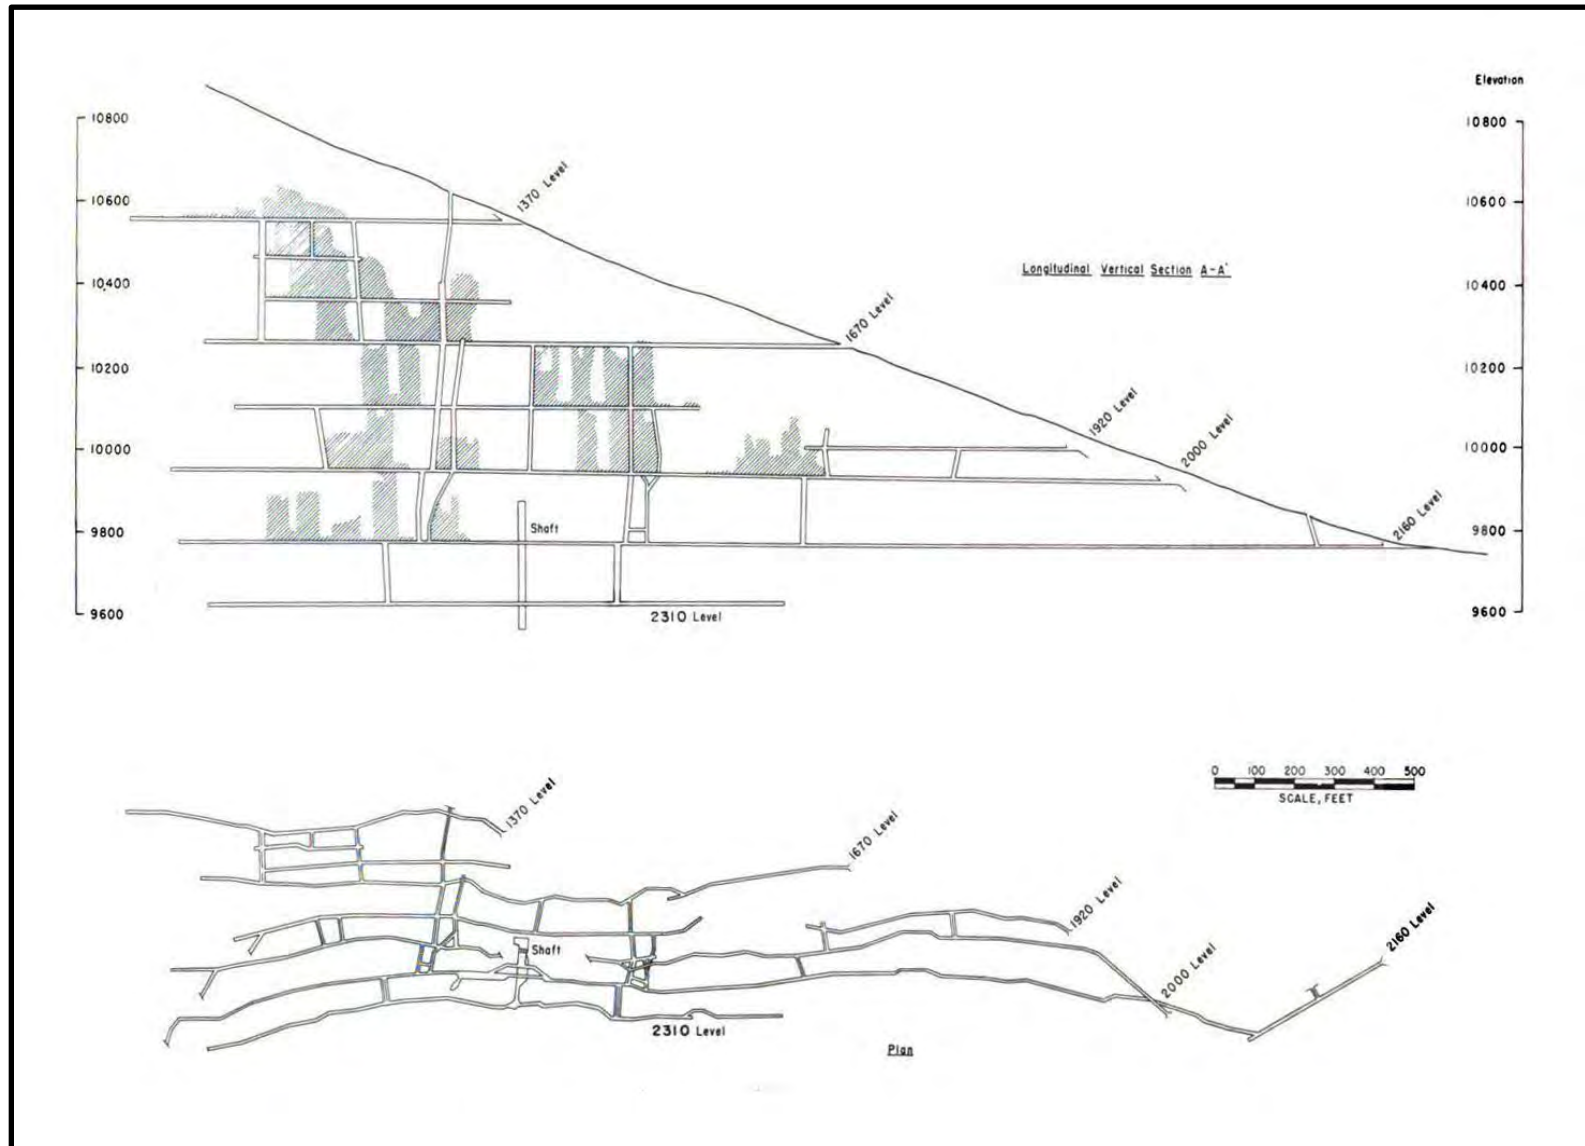 Elevation
10800
10600
10400
10200
10000
9800
9600
10800
10600
10400
10200
10000
9800
9600
1370 Level
Longitudinal Vertical Section A-A'
1670 Level
1920 Level
2000 Level
2160 Level
Shaft
2310 Level
0 100 200 300 400 500
SCALE, FEET
1370 Level
1670 Level
1920 Level
2160 Level
2000 Level
Shaft
2310 Level
Plan